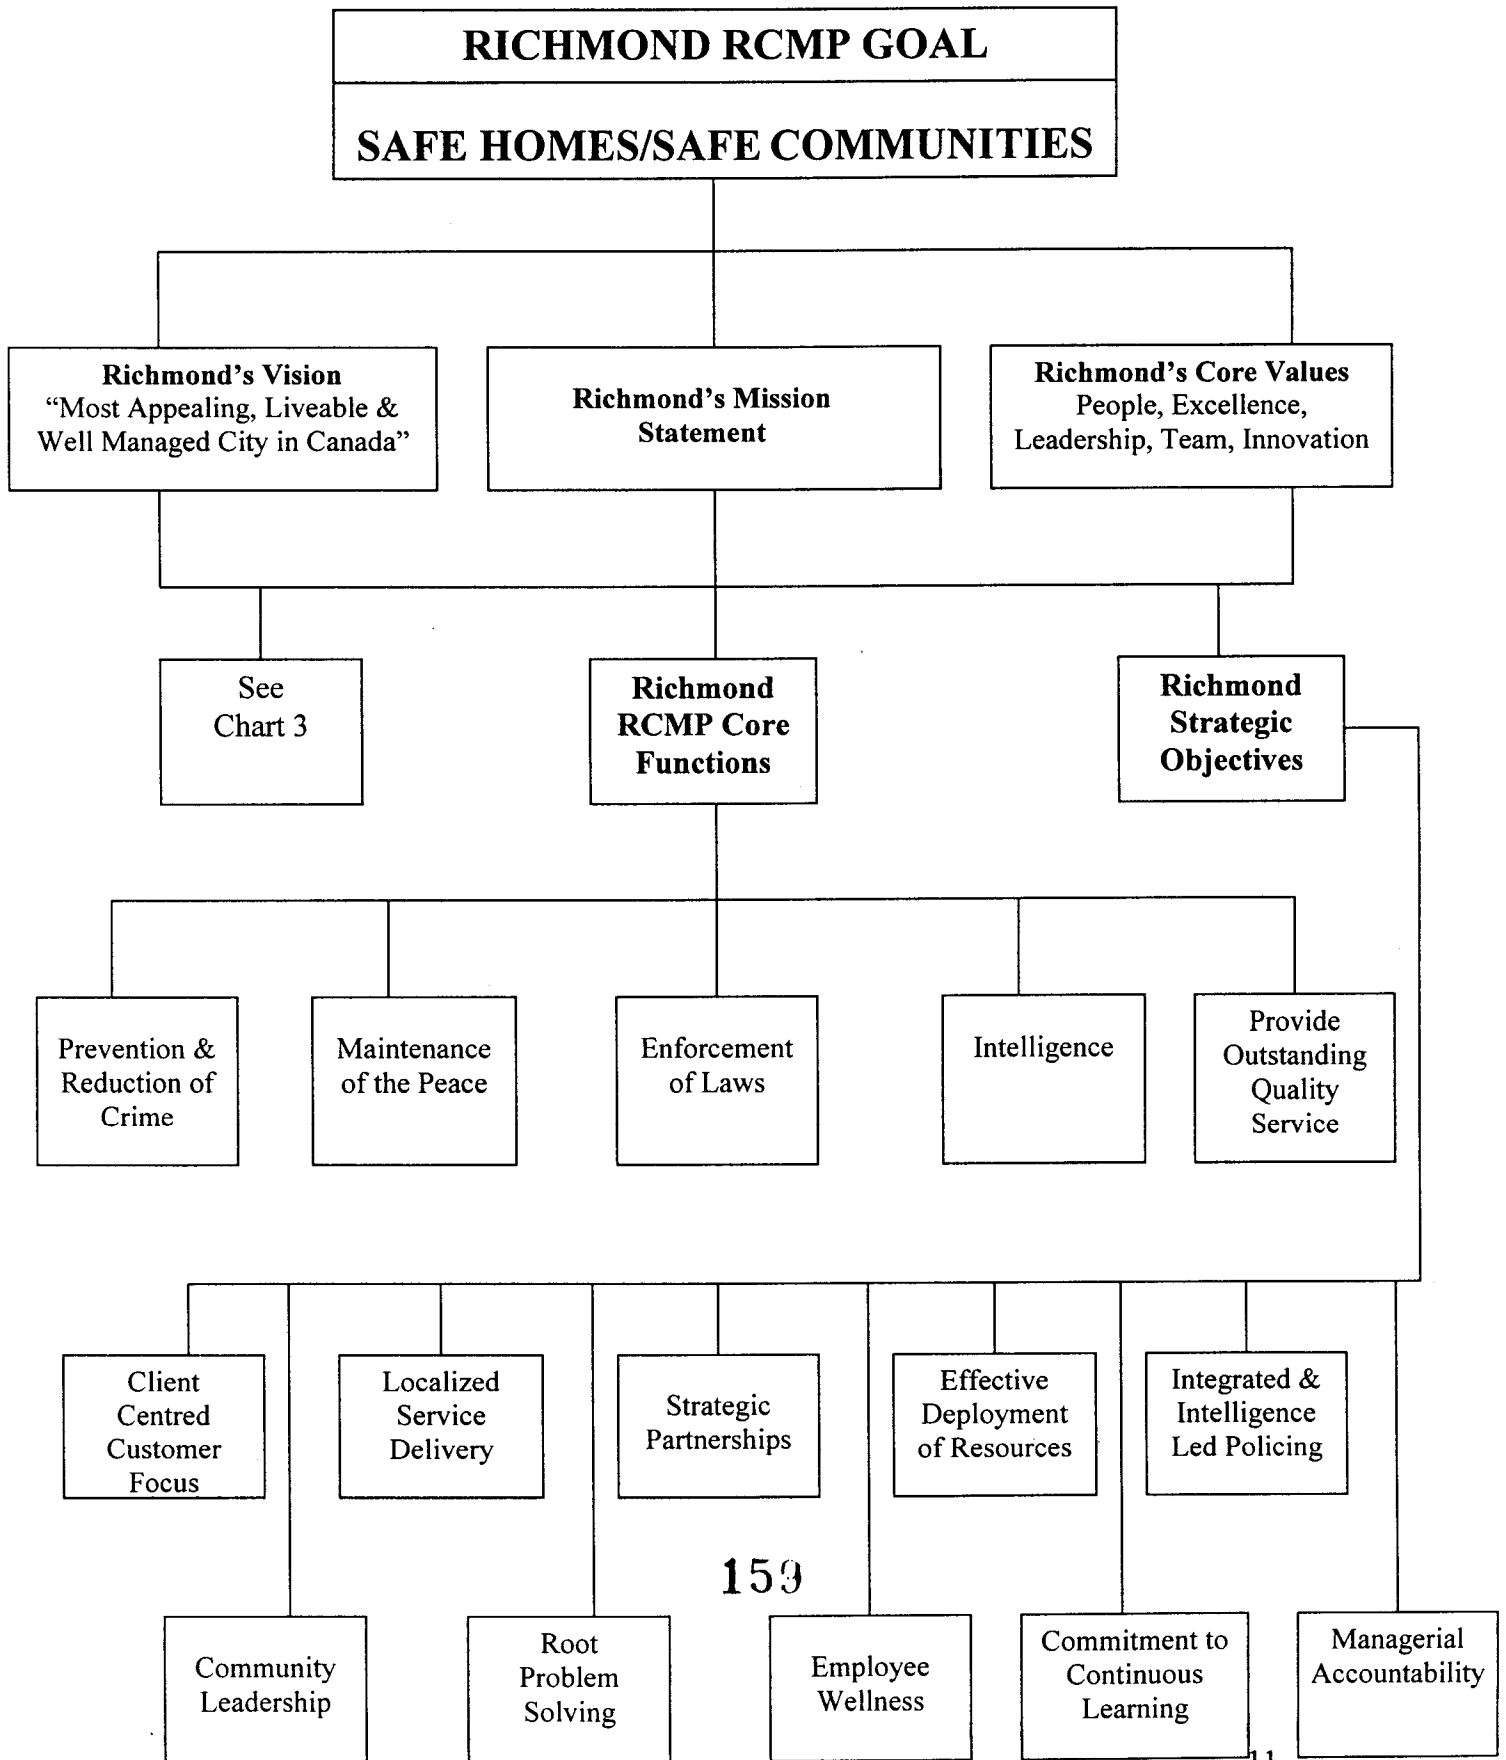 RICHMOND RCMP GOAL
SAFE HOMES/SAFE COMMUNITIES
Richmond's Vision
“Most Appealing, Liveable &
Well Managed City in Canada”
Richmond's Mission
Statement
Richmond's Core Values
People, Excellence,
Leadership, Team, Innovation
See
Chart 3
Richmond
RCMP Core
Functions
Richmond
Strategic
Objectives
Prevention &
Reduction of
Crime
Maintenance
of the Peace
Enforcement
of Laws
Intelligence
Provide
Outstanding
Quality
Service
Client
Centred
Customer
Focus
Localized
Service
Delivery
Strategic
Partnerships
Effective
Deployment
of Resources
Integrated &
Intelligence
Led Policing
159
Community
Leadership
Root
Problem
Solving
Employee
Wellness
Commitment to
Continuous
Learning
Managerial
Accountability